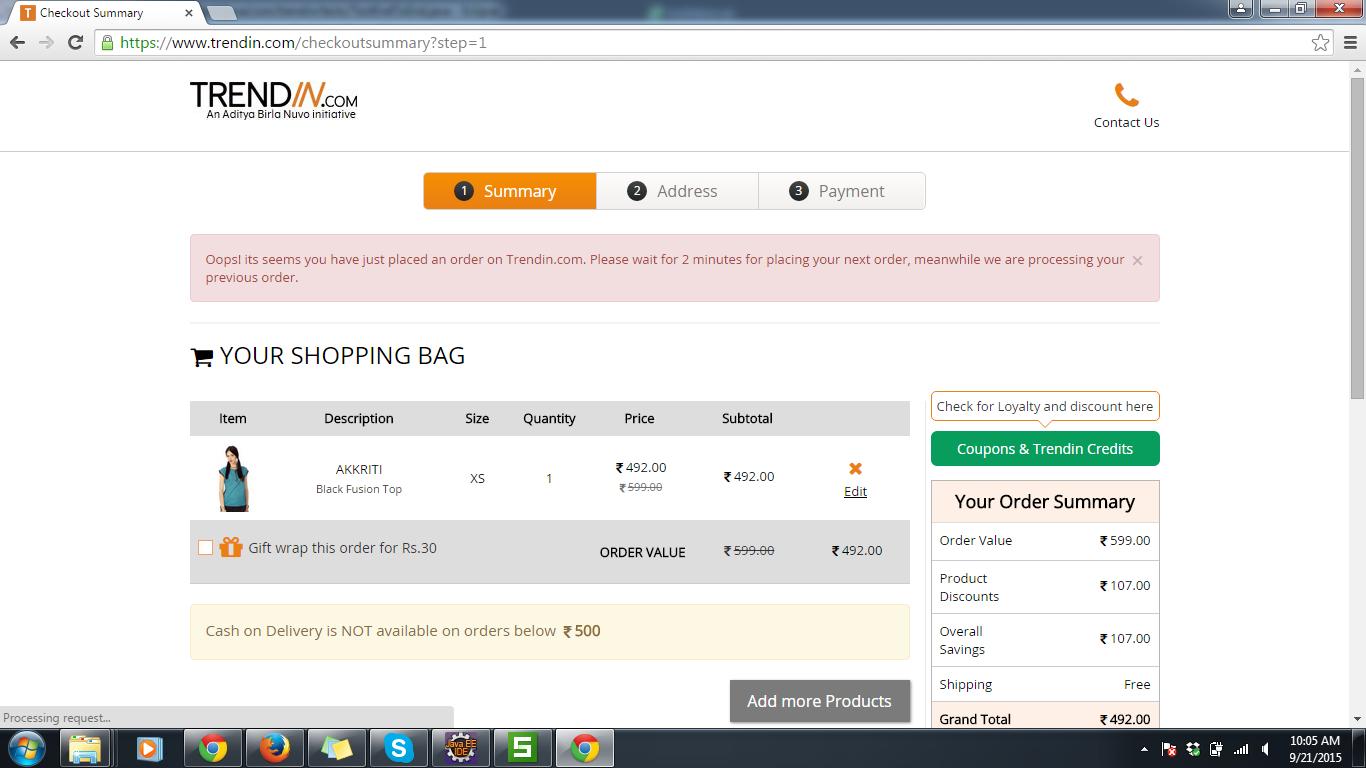 Checkout Summary
https://www.trendin.com/checkoutsummary?step=1
TRENDIN.COM
An Aditya Birla Nuvo initiative
Contact Us
1 Summary
2 Address
3 Payment
Oops! its seems you have just placed an order on Trendin.com. Please wait for 2 minutes for placing your next order, meanwhile we are processing your
previous order.
YOUR SHOPPING BAG
Item Description Size Quantity Price Subtotal
AKKRITI
Black Fusion Top
XS
1
₹ 492.00
₹ 599.00
₹ 492.00
Edit
Gift wrap this order for Rs.30
ORDER VALUE ₹ 599.00 ₹ 492.00
Cash on Delivery is NOT available on orders below ₹ 500
Add more Products
Check for Loyalty and discount here
Coupons & Trendin Credits
Your Order Summary
Order Value ₹ 599.00
Product
Discounts
₹ 107.00
Overall
Savings
₹ 107.00
Shipping Free
Grand Total ₹ 492.00
Processing request...
Java EE
IDE
10:05 AM
9/21/2015